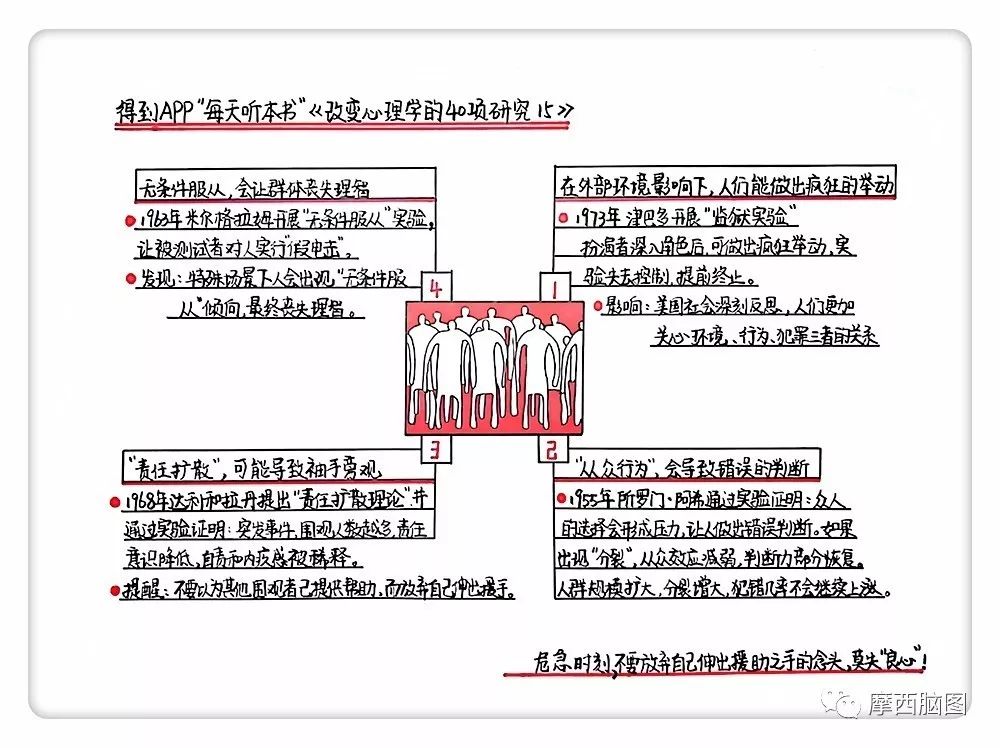 得到APP“每天听本书”《改变心理学的40项研究 15》
无条件服从，会让群体丧失理智
1963年 米尔格拉姆开展“无条件服从”实验，
让被测试者对人实行“假电击”。
发现：特殊场景下人会出现“无条件服
从”倾向，最终丧失理智。
4
在外部环境影响下，人们能做出疯狂的举动
1973年 津巴多开展“监狱实验”
扮演者深入角色后，可做出疯狂举动，实
验失去控制，提前终止。
影响：美国社会深刻反思，人们更加
关心环境、行为、犯罪三者的关系
1
3
“责任扩散”，可能导致袖手旁观
1968年达利和拉丹提出“责任扩散理论”并
通过实验证明：突发事件，围观人数越多，责任
意识降低，自责和内疚感被稀释。
提醒：不要以为其他围观者已提供帮助，而放弃自己伸出援手。
2
“从众行为”，会导致错误的判断
1955年 所罗门·阿希通过实验证明：众人
的选择会形成压力，让人做出错误判断。如果
出现“分裂”，从众效应减弱，判断力部分恢复。
人群规模扩大，分裂增大，犯错几率不会继续上涨。
危急时刻，不要放弃自己伸出援助之手的念头，莫失“良心”！
摩西脑图